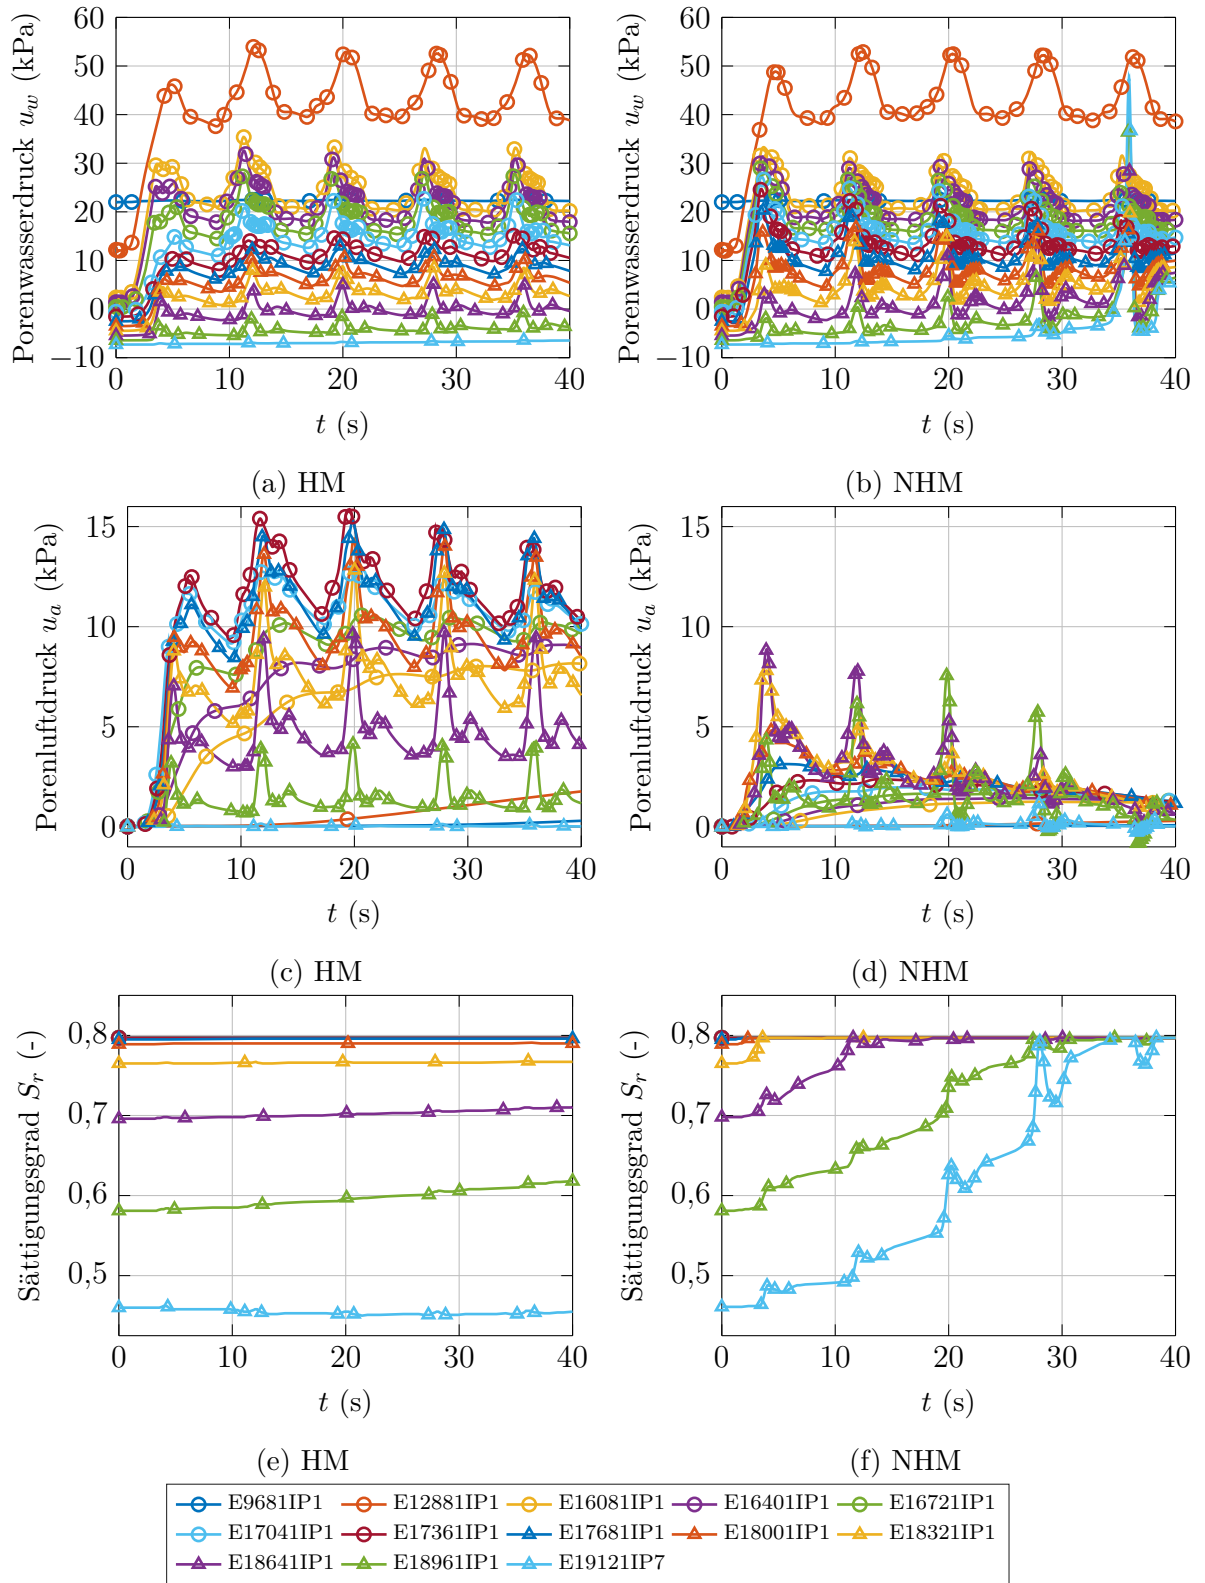 60
50
40
30
20
10
0
−10
Porenwasserdruck u_w (kPa)
0 10 20 30 40
t (s)
(a) HM
60
50
40
30
20
10
0
−10
Porenwasserdruck u_w (kPa)
0 10 20 30 40
t (s)
(b) NHM
15
10
5
0
Porenluftdruck u_a (kPa)
0 10 20 30 40
t (s)
(c) HM
15
10
5
0
Porenluftdruck u_a (kPa)
0 10 20 30 40
t (s)
(d) NHM
0,8
0,7
0,6
0,5
Sättigungsgrad S_r (-)
0 10 20 30 40
t (s)
(e) HM
0,8
0,7
0,6
0,5
Sättigungsgrad S_r (-)
0 10 20 30 40
t (s)
(f) NHM
E9681IP1 E12881IP1 E16081IP1 E16401IP1 E16721IP1
E17041IP1 E17361IP1 E17681IP1 E18001IP1 E18321IP1
E18641IP1 E18961IP1 E19121IP7